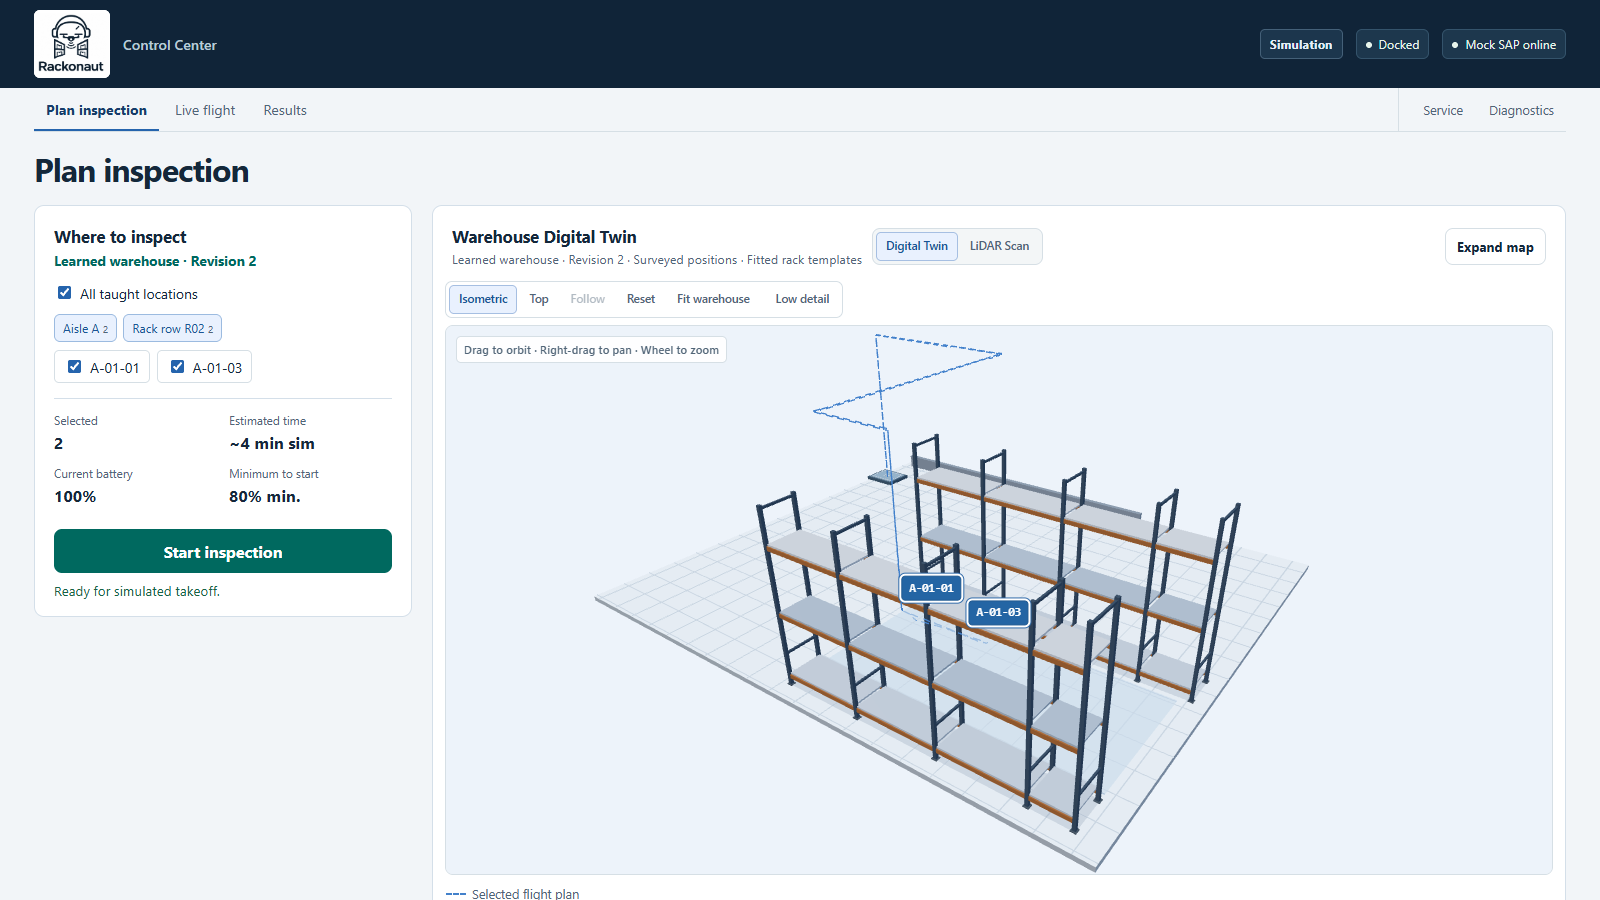 Rackonaut
Control Center
Simulation
Docked
Mock SAP online
Plan inspection
Live flight
Results
Service
Diagnostics
Plan inspection
Where to inspect
Learned warehouse · Revision 2
All taught locations
Aisle A 2
Rack row R02 2
A-01-01
A-01-03
Selected
2
Estimated time
~4 min sim
Current battery
100%
Minimum to start
80% min.
Start inspection
Ready for simulated takeoff.
Warehouse Digital Twin
Learned warehouse · Revision 2 · Surveyed positions · Fitted rack templates
Digital Twin
LiDAR Scan
Expand map
Isometric
Top
Follow
Reset
Fit warehouse
Low detail
Drag to orbit · Right-drag to pan · Wheel to zoom
A-01-01
A-01-03
Selected flight plan